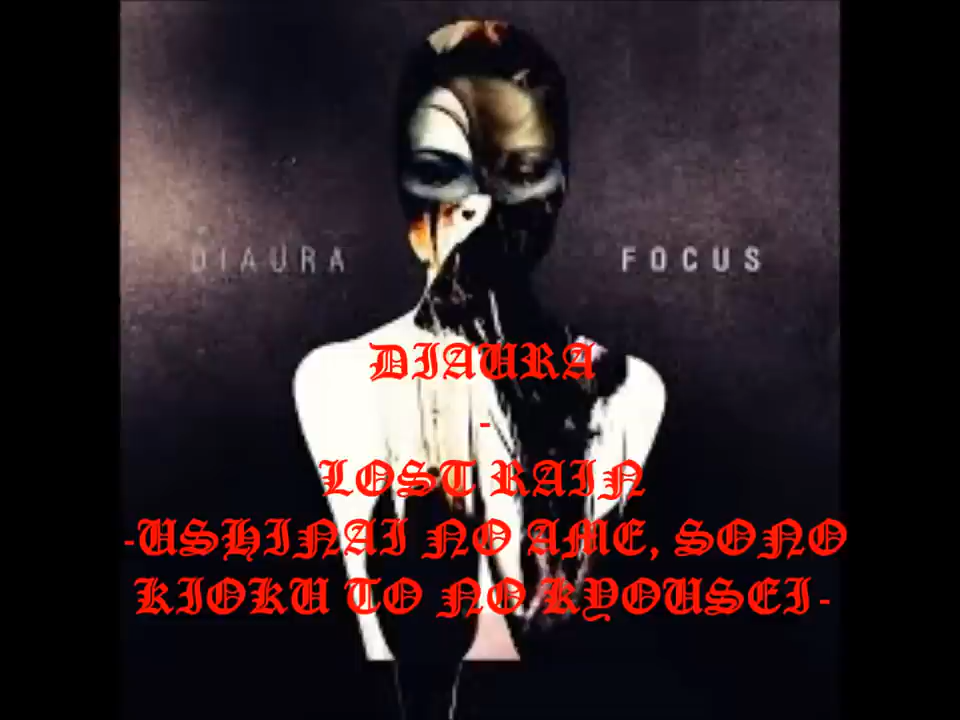 DIAURA FOCUS
DIAURA
-
LOST RAIN
-USHINAI NO AME, SONO
KIOKU TO NO KYOUSEI-